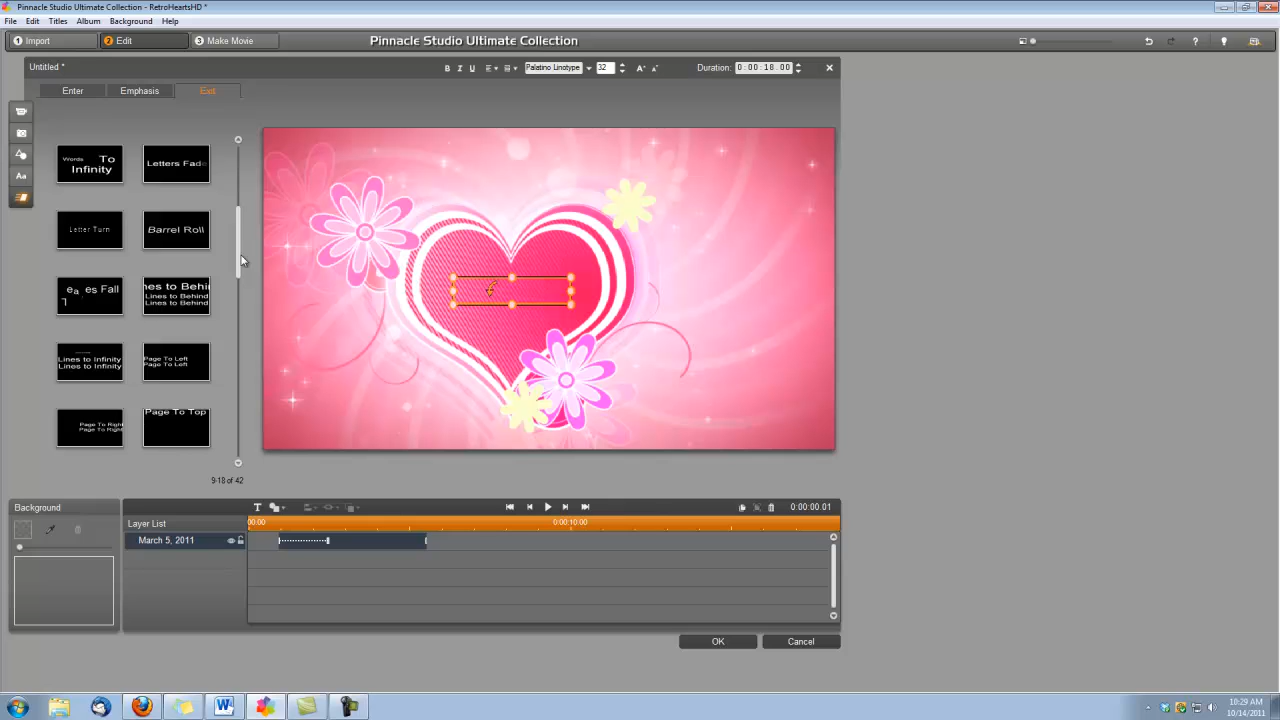 Pinnacle Studio Ultimate Collection - RetroHeartsHD *
File Edit Titles Album Background Help
1 Import 2 Edit 3 Make Movie Pinnacle Studio Ultimate Collection ?
Untitled * B I U Palatino Linotype 32 A A Duration: 0:00:18.00
Enter Emphasis Exit
Words To Infinity
Letters Fade
Letter Turn
Barrel Roll
Aa
Lines to Behind
Lines to Behind
Lines to Infinity
Lines to Infinity
Page To Left
Page To Left
Page To Right
Page To Right
Page To Top
9-18 of 42
Background T 0:00:00.01
Layer List 00.00 0:00:10.00
March 5, 2011
OK Cancel
10:29 AM
10/14/2011